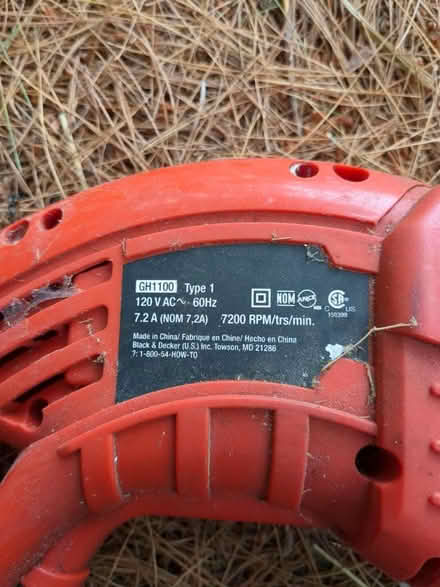 GH1100 Type 1
120 V AC ~ 60Hz
7.2 A (NOM 7,2A) 7200 RPM/trs/min.
NOM
C US
Made in China/ Fabriqué en Chine/ Hecho en China
Black & Decker (U.S.) Inc. Towson, MD 21286
?: 1-800-54-HOW-TO